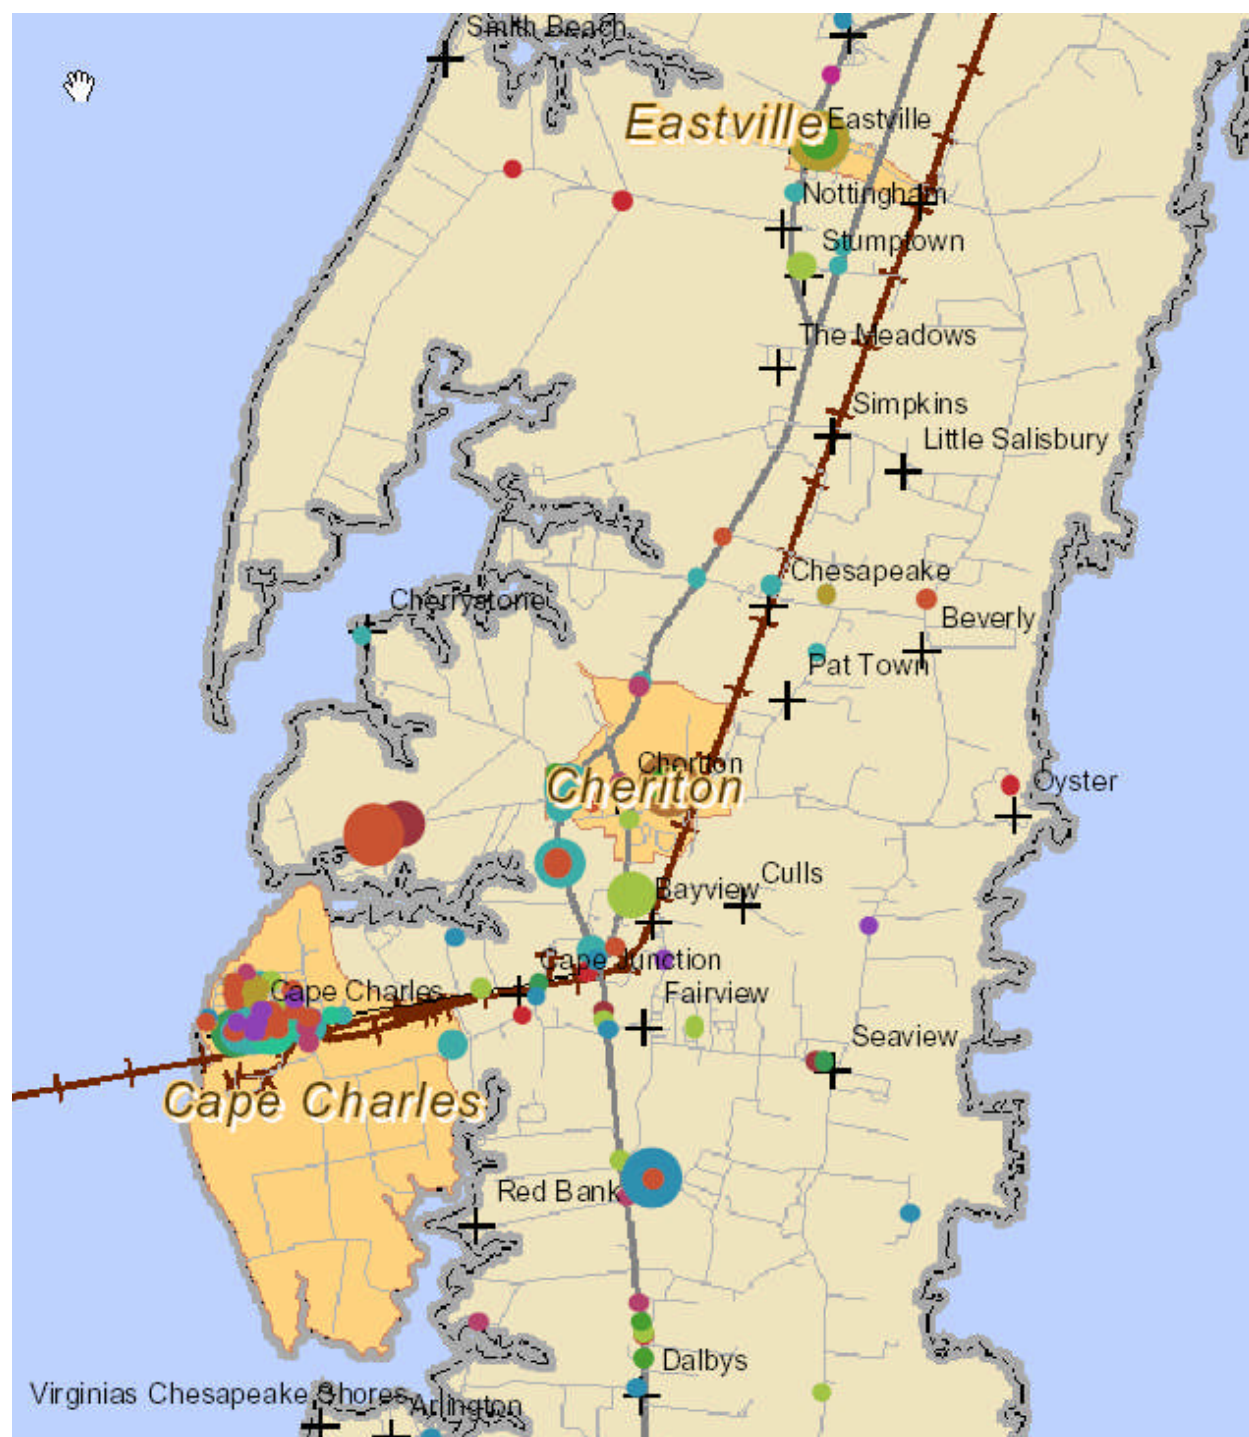 Smith Beach
Eastville
Eastville
Nottingham
Stumptown
The Meadows
Simpkins
Little Salisbury
Chesapeake
Cherrystone
Beverly
Pat Town
Cheriton
Cheriton
Oyster
Culls
Bayview
Cape Junction
Cape Charles
Fairview
Seaview
Cape Charles
Red Bank
Dalbys
Virginias Chesapeake Shores
Arlington